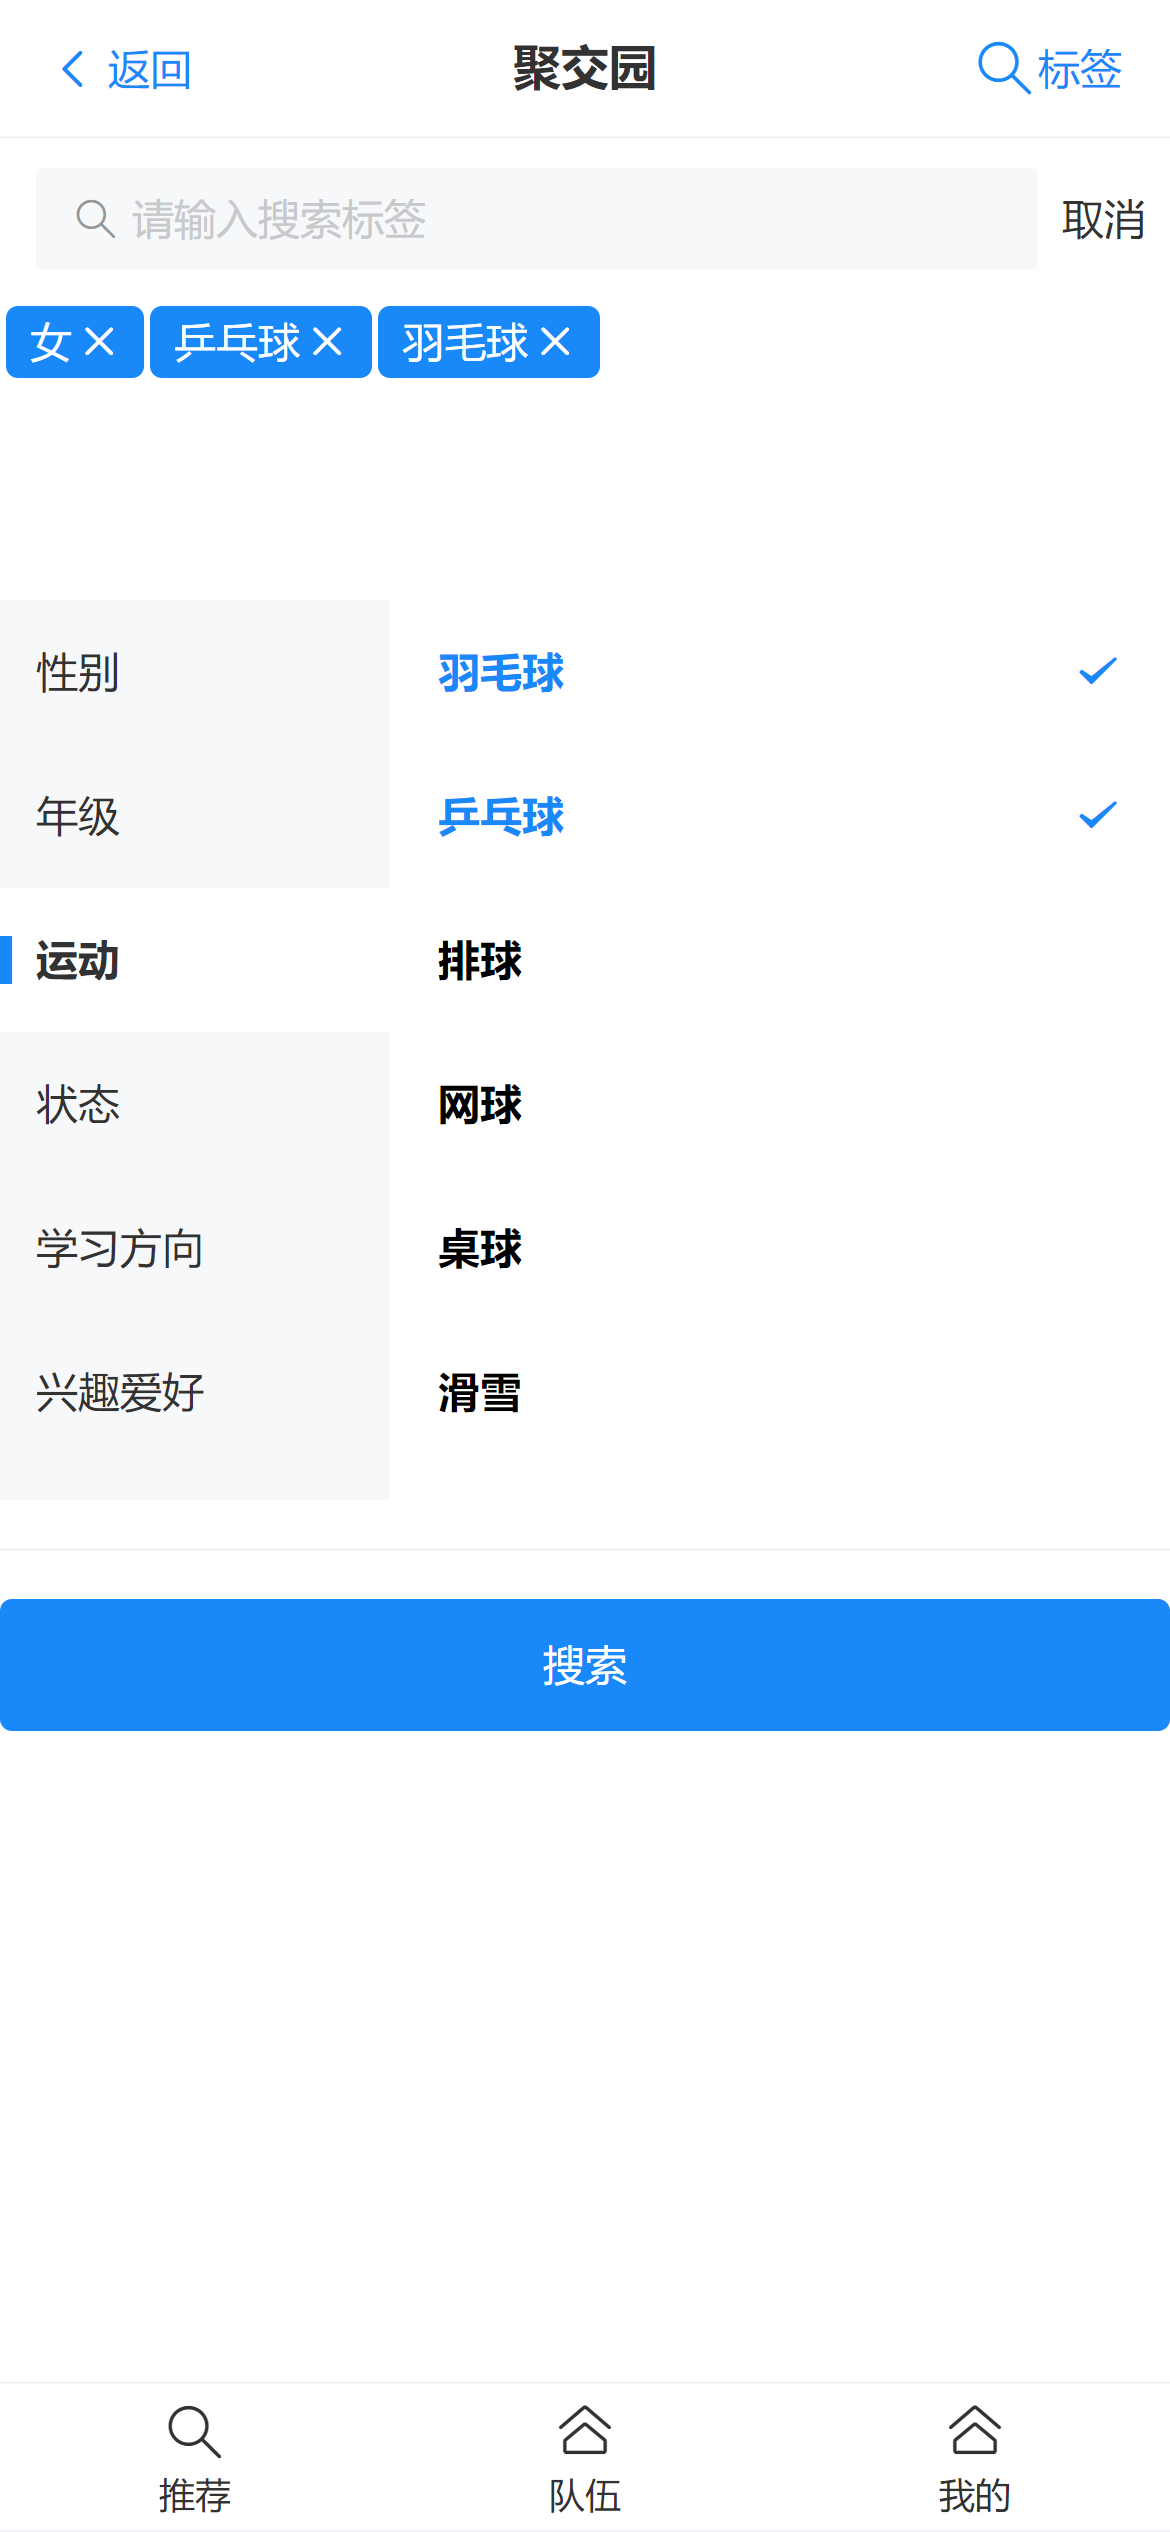 返回 聚交园 标签
请输入搜索标签 取消
女 乒乓球 羽毛球
性别 羽毛球
年级 乒乓球
运动 排球
状态 网球
学习方向 桌球
兴趣爱好 滑雪
搜索
推荐 队伍 我的